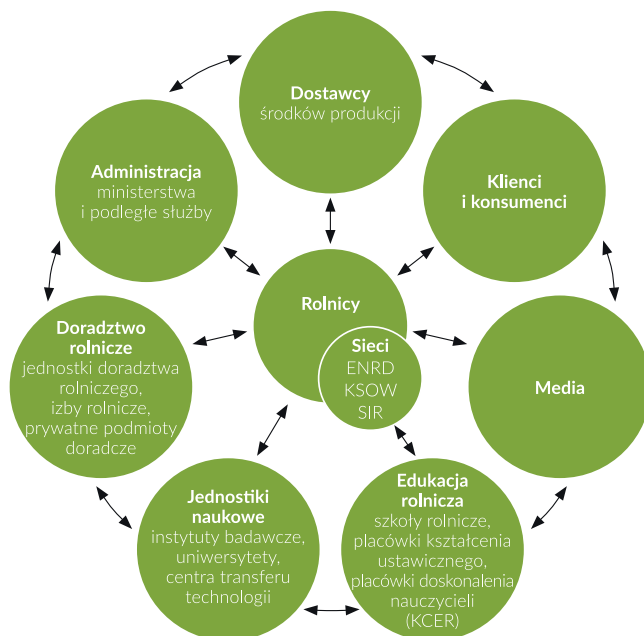 Dostawcy
środków produkcji
Administracja
ministerstwa
i podległe służby
Klienci
i konsumenci
Rolnicy
Sieci
ENRD
KSOW
SIR
Doradztwo
rolnicze
jednostki doradztwa
rolniczego,
izby rolnicze,
prywatne podmioty
doradcze
Media
Jednostiki
naukowe
instytuty badawcze,
uniwersytety,
centra transferu
technologii
Edukacja
rolnicza
szkoły rolnicze,
placówki kształcenia
ustawicznego,
placówki doskonalenia
nauczycieli
(KCER)